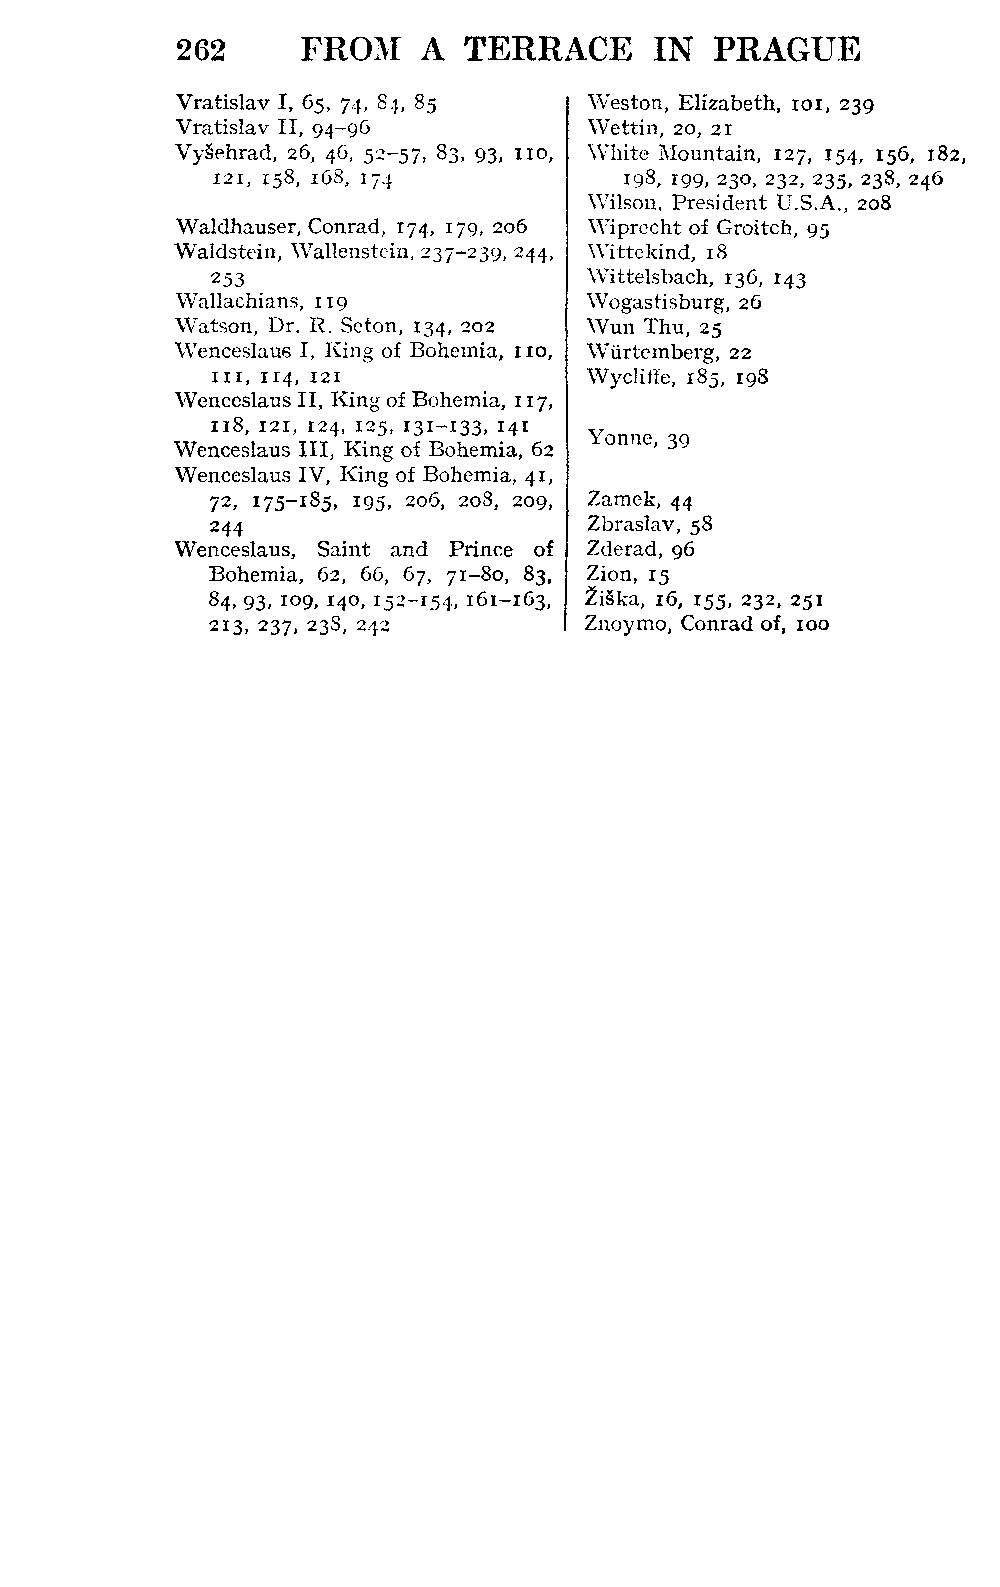 262 FROM A TERRACE IN PRAGUE
Vratislav I, 65, 74, 84, 85
Vratislav II, 94–96
Vyšehrad, 26, 46, 52–57, 83, 93, 110,
121, 158, 168, 174
Waldhauser, Conrad, 174, 179, 206
Waldstein, Wallenstein, 237–239, 244,
253
Wallachians, 119
Watson, Dr. R. Seton, 134, 202
Wenceslaus I, King of Bohemia, 110,
111, 114, 121
Wenceslaus II, King of Bohemia, 117,
118, 121, 124, 125, 131–133, 141
Wenceslaus III, King of Bohemia, 62
Wenceslaus IV, King of Bohemia, 41,
72, 175–185, 195, 206, 208, 209,
244
Wenceslaus, Saint and Prince of
Bohemia, 62, 66, 67, 71–80, 83,
84, 93, 109, 140, 152–154, 161–163,
213, 237, 238, 242
Weston, Elizabeth, 101, 239
Wettin, 20, 21
White Mountain, 127, 154, 156, 182,
198, 199, 230, 232, 235, 238, 246
Wilson, President U.S.A., 208
Wiprecht of Groitch, 95
Wittekind, 18
Wittelsbach, 136, 143
Wogastisburg, 26
Wun Thu, 25
Würtemberg, 22
Wycliffe, 185, 198
Yonne, 39
Zamek, 44
Zbraslav, 58
Zderad, 96
Zion, 15
Žiška, 16, 155, 232, 251
Znoymo, Conrad of, 100